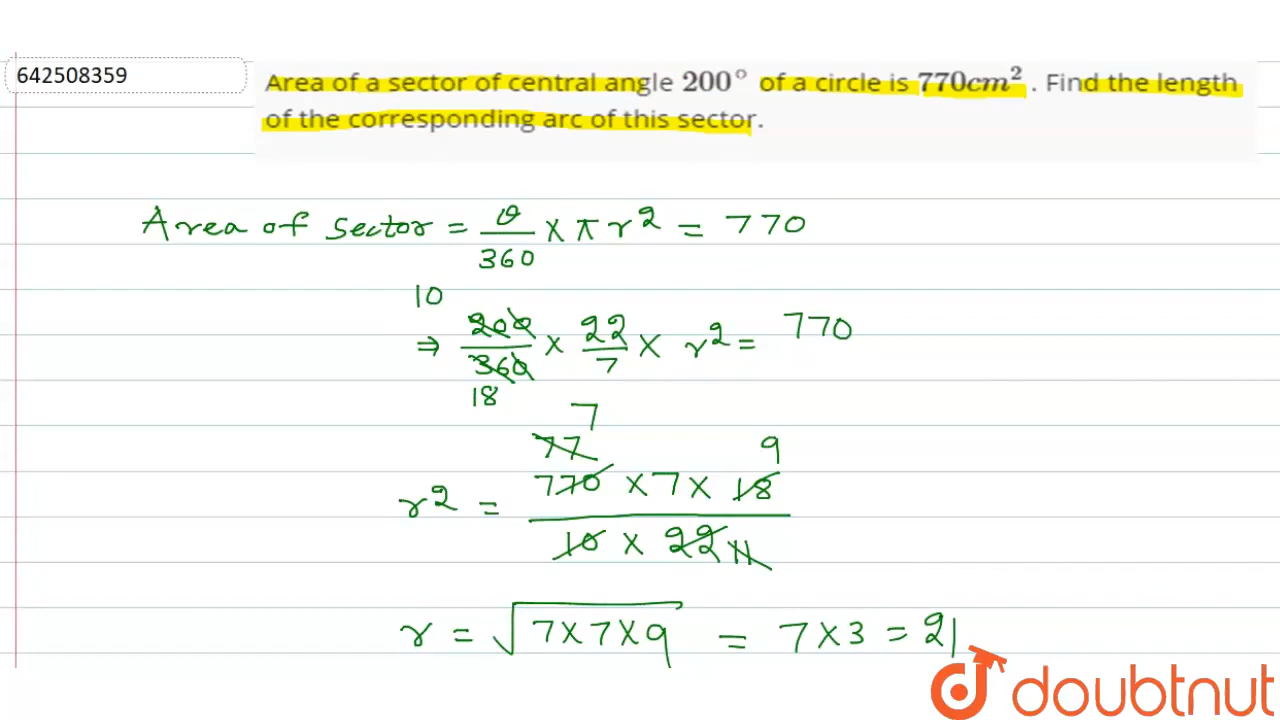 642508359
Area of a sector of central angle 200° of a circle is 770cm². Find the length
of the corresponding arc of this sector.
Area of sector = θ/360 × π r² = 770
10
⇒ 200/360 × 22/7 × r² = 770
18
7
77 9
r² = 770 × 7 × 18 / 10 × 22 11
r = √7×7×9 = 7×3 = 21
doubtnut